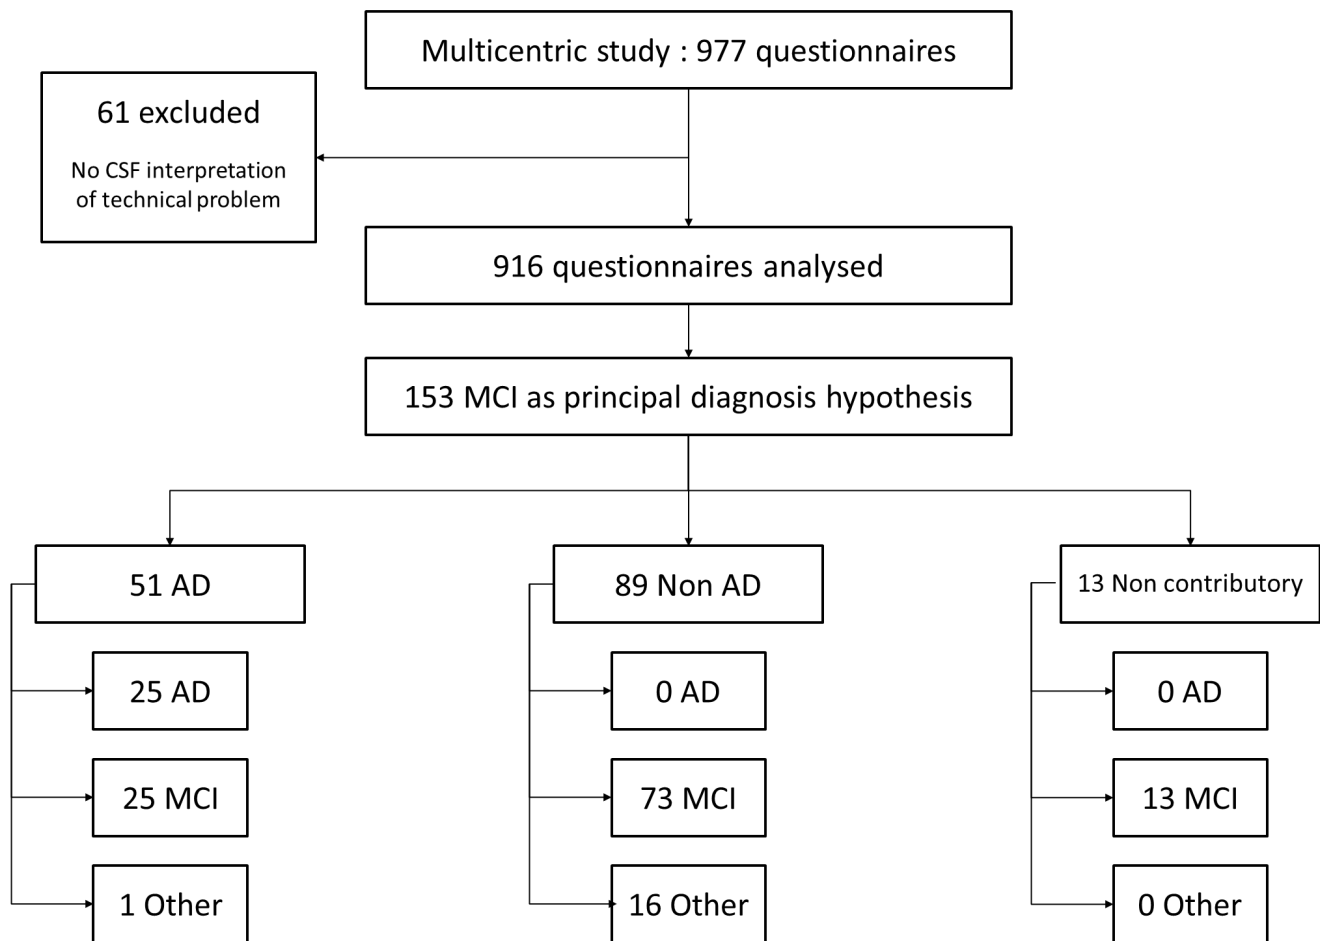 Multicentric study : 977 questionnaires
61 excluded
No CSF interpretation
of technical problem
916 questionnaires analysed
153 MCI as principal diagnosis hypothesis
51 AD
89 Non AD
13 Non contributory
25 AD
0 AD
0 AD
25 MCI
73 MCI
13 MCI
1 Other
16 Other
0 Other